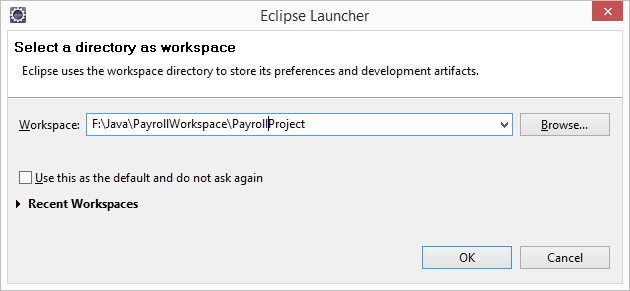 Eclipse Launcher
Select a directory as workspace
Eclipse uses the workspace directory to store its preferences and development artifacts.
Workspace: F:\Java\PayrollWorkspace\PayrollProject Browse...
Use this as the default and do not ask again
Recent Workspaces
OK Cancel